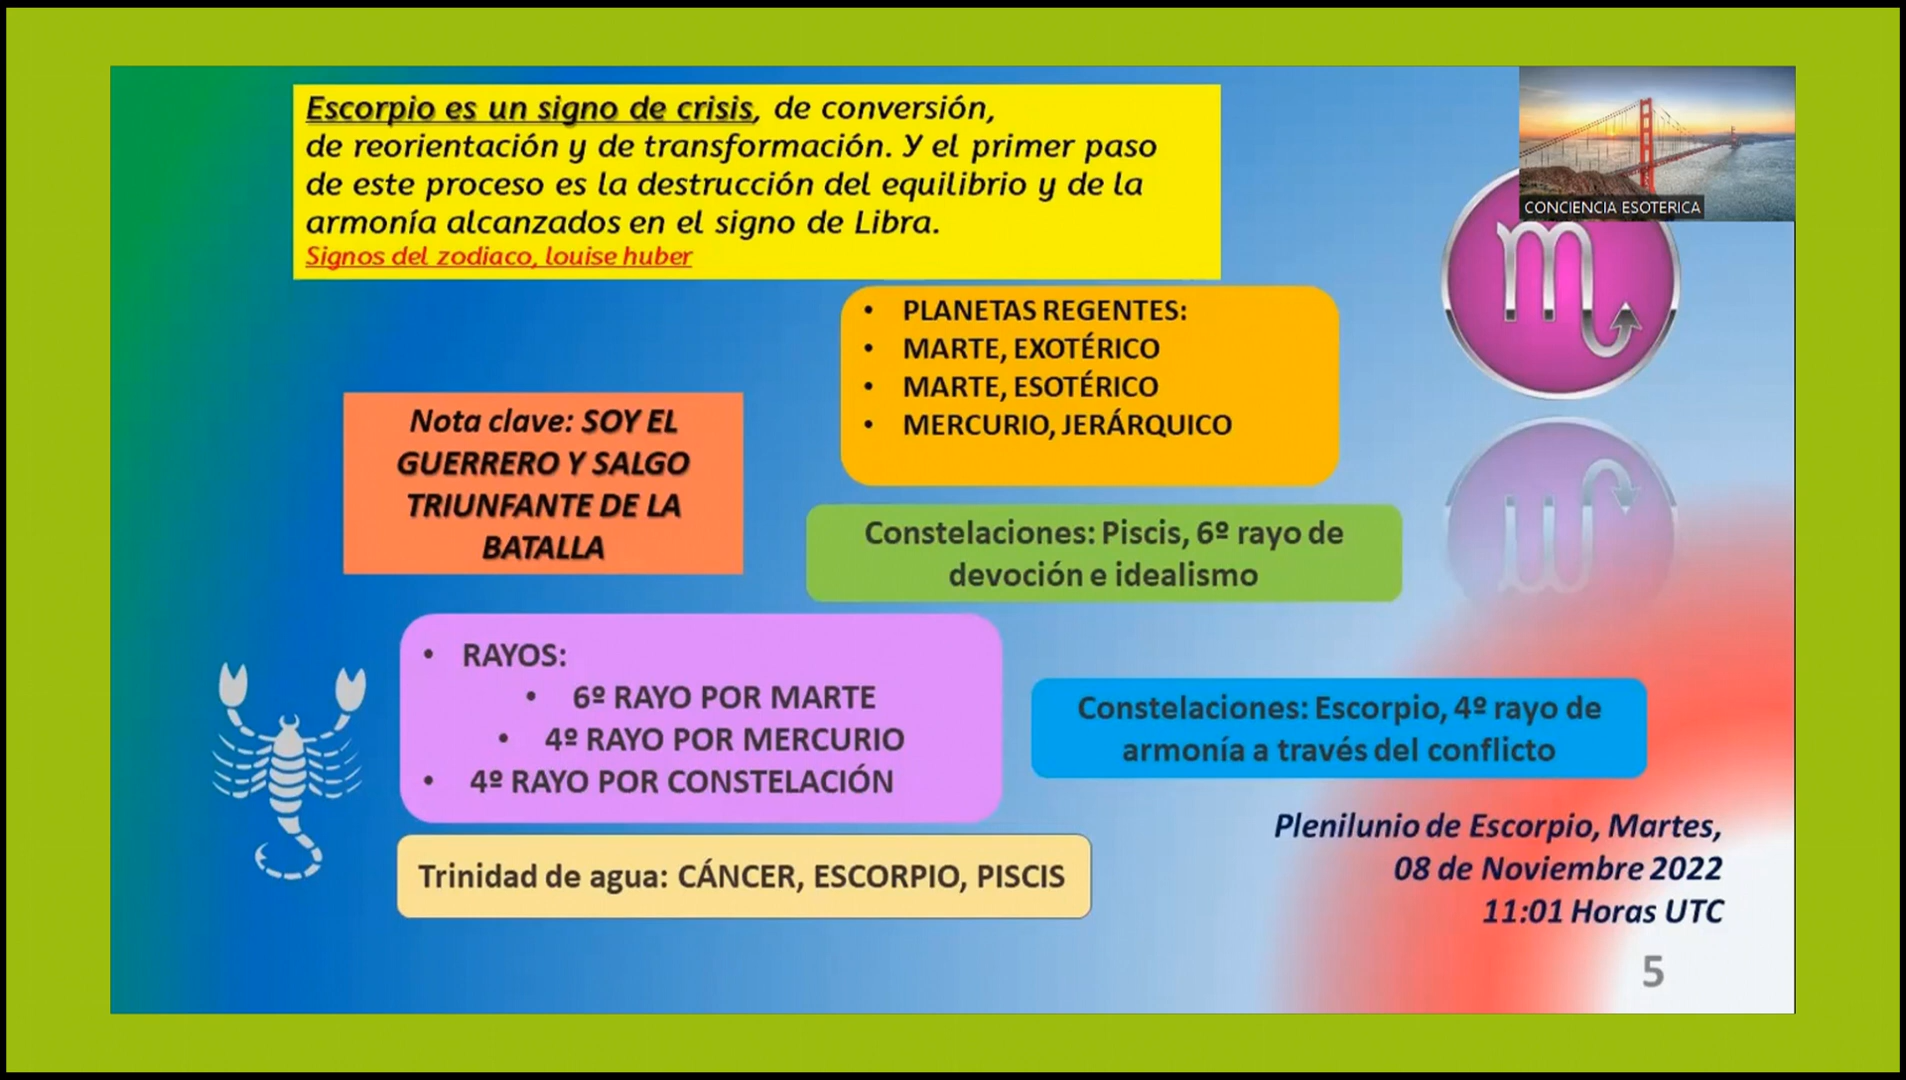 Escorpio es un signo de crisis, de conversión,
de reorientación y de transformación. Y el primer paso
de este proceso es la destrucción del equilibrio y de la
armonía alcanzados en el signo de Libra.
Signos del zodiaco, louise huber
CONCIENCIA ESOTERICA
• PLANETAS REGENTES:
• MARTE, EXOTÉRICO
• MARTE, ESOTÉRICO
• MERCURIO, JERÁRQUICO
Nota clave: SOY EL
GUERRERO Y SALGO
TRIUNFANTE DE LA
BATALLA
Constelaciones: Piscis, 6º rayo de
devoción e idealismo
• RAYOS:
• 6º RAYO POR MARTE
• 4º RAYO POR MERCURIO
• 4º RAYO POR CONSTELACIÓN
Constelaciones: Escorpio, 4º rayo de
armonía a través del conflicto
Trinidad de agua: CÁNCER, ESCORPIO, PISCIS
Plenilunio de Escorpio, Martes,
08 de Noviembre 2022
11:01 Horas UTC
5